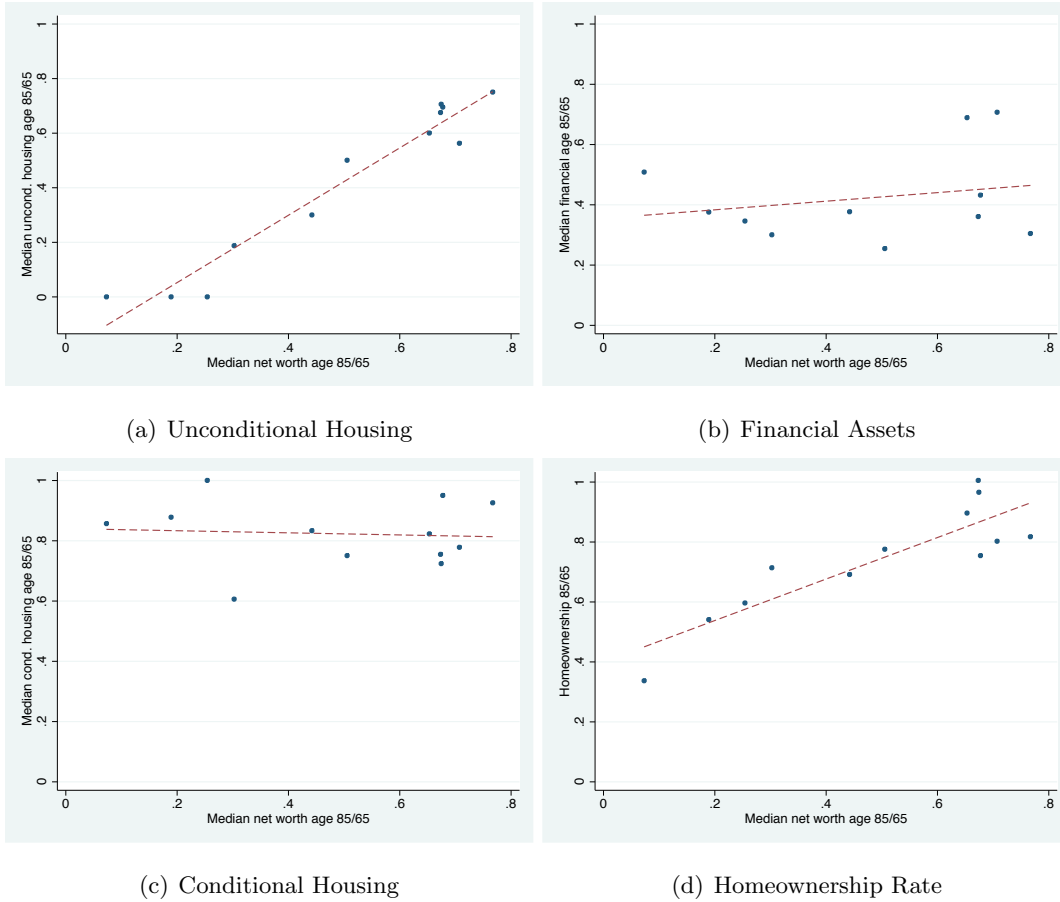 Median uncond. housing age 85/65
1
.8
.6
.4
.2
0
0 .2 .4 .6 .8
Median net worth age 85/65
Median financial age 85/65
1
.8
.6
.4
.2
0
0 .2 .4 .6 .8
Median net worth age 85/65
(a) Unconditional Housing
(b) Financial Assets
Median cond. housing age 85/65
1
.8
.6
.4
.2
0
0 .2 .4 .6 .8
Median net worth age 85/65
Homeownership 85/65
1
.8
.6
.4
.2
0
0 .2 .4 .6 .8
Median net worth age 85/65
(c) Conditional Housing
(d) Homeownership Rate